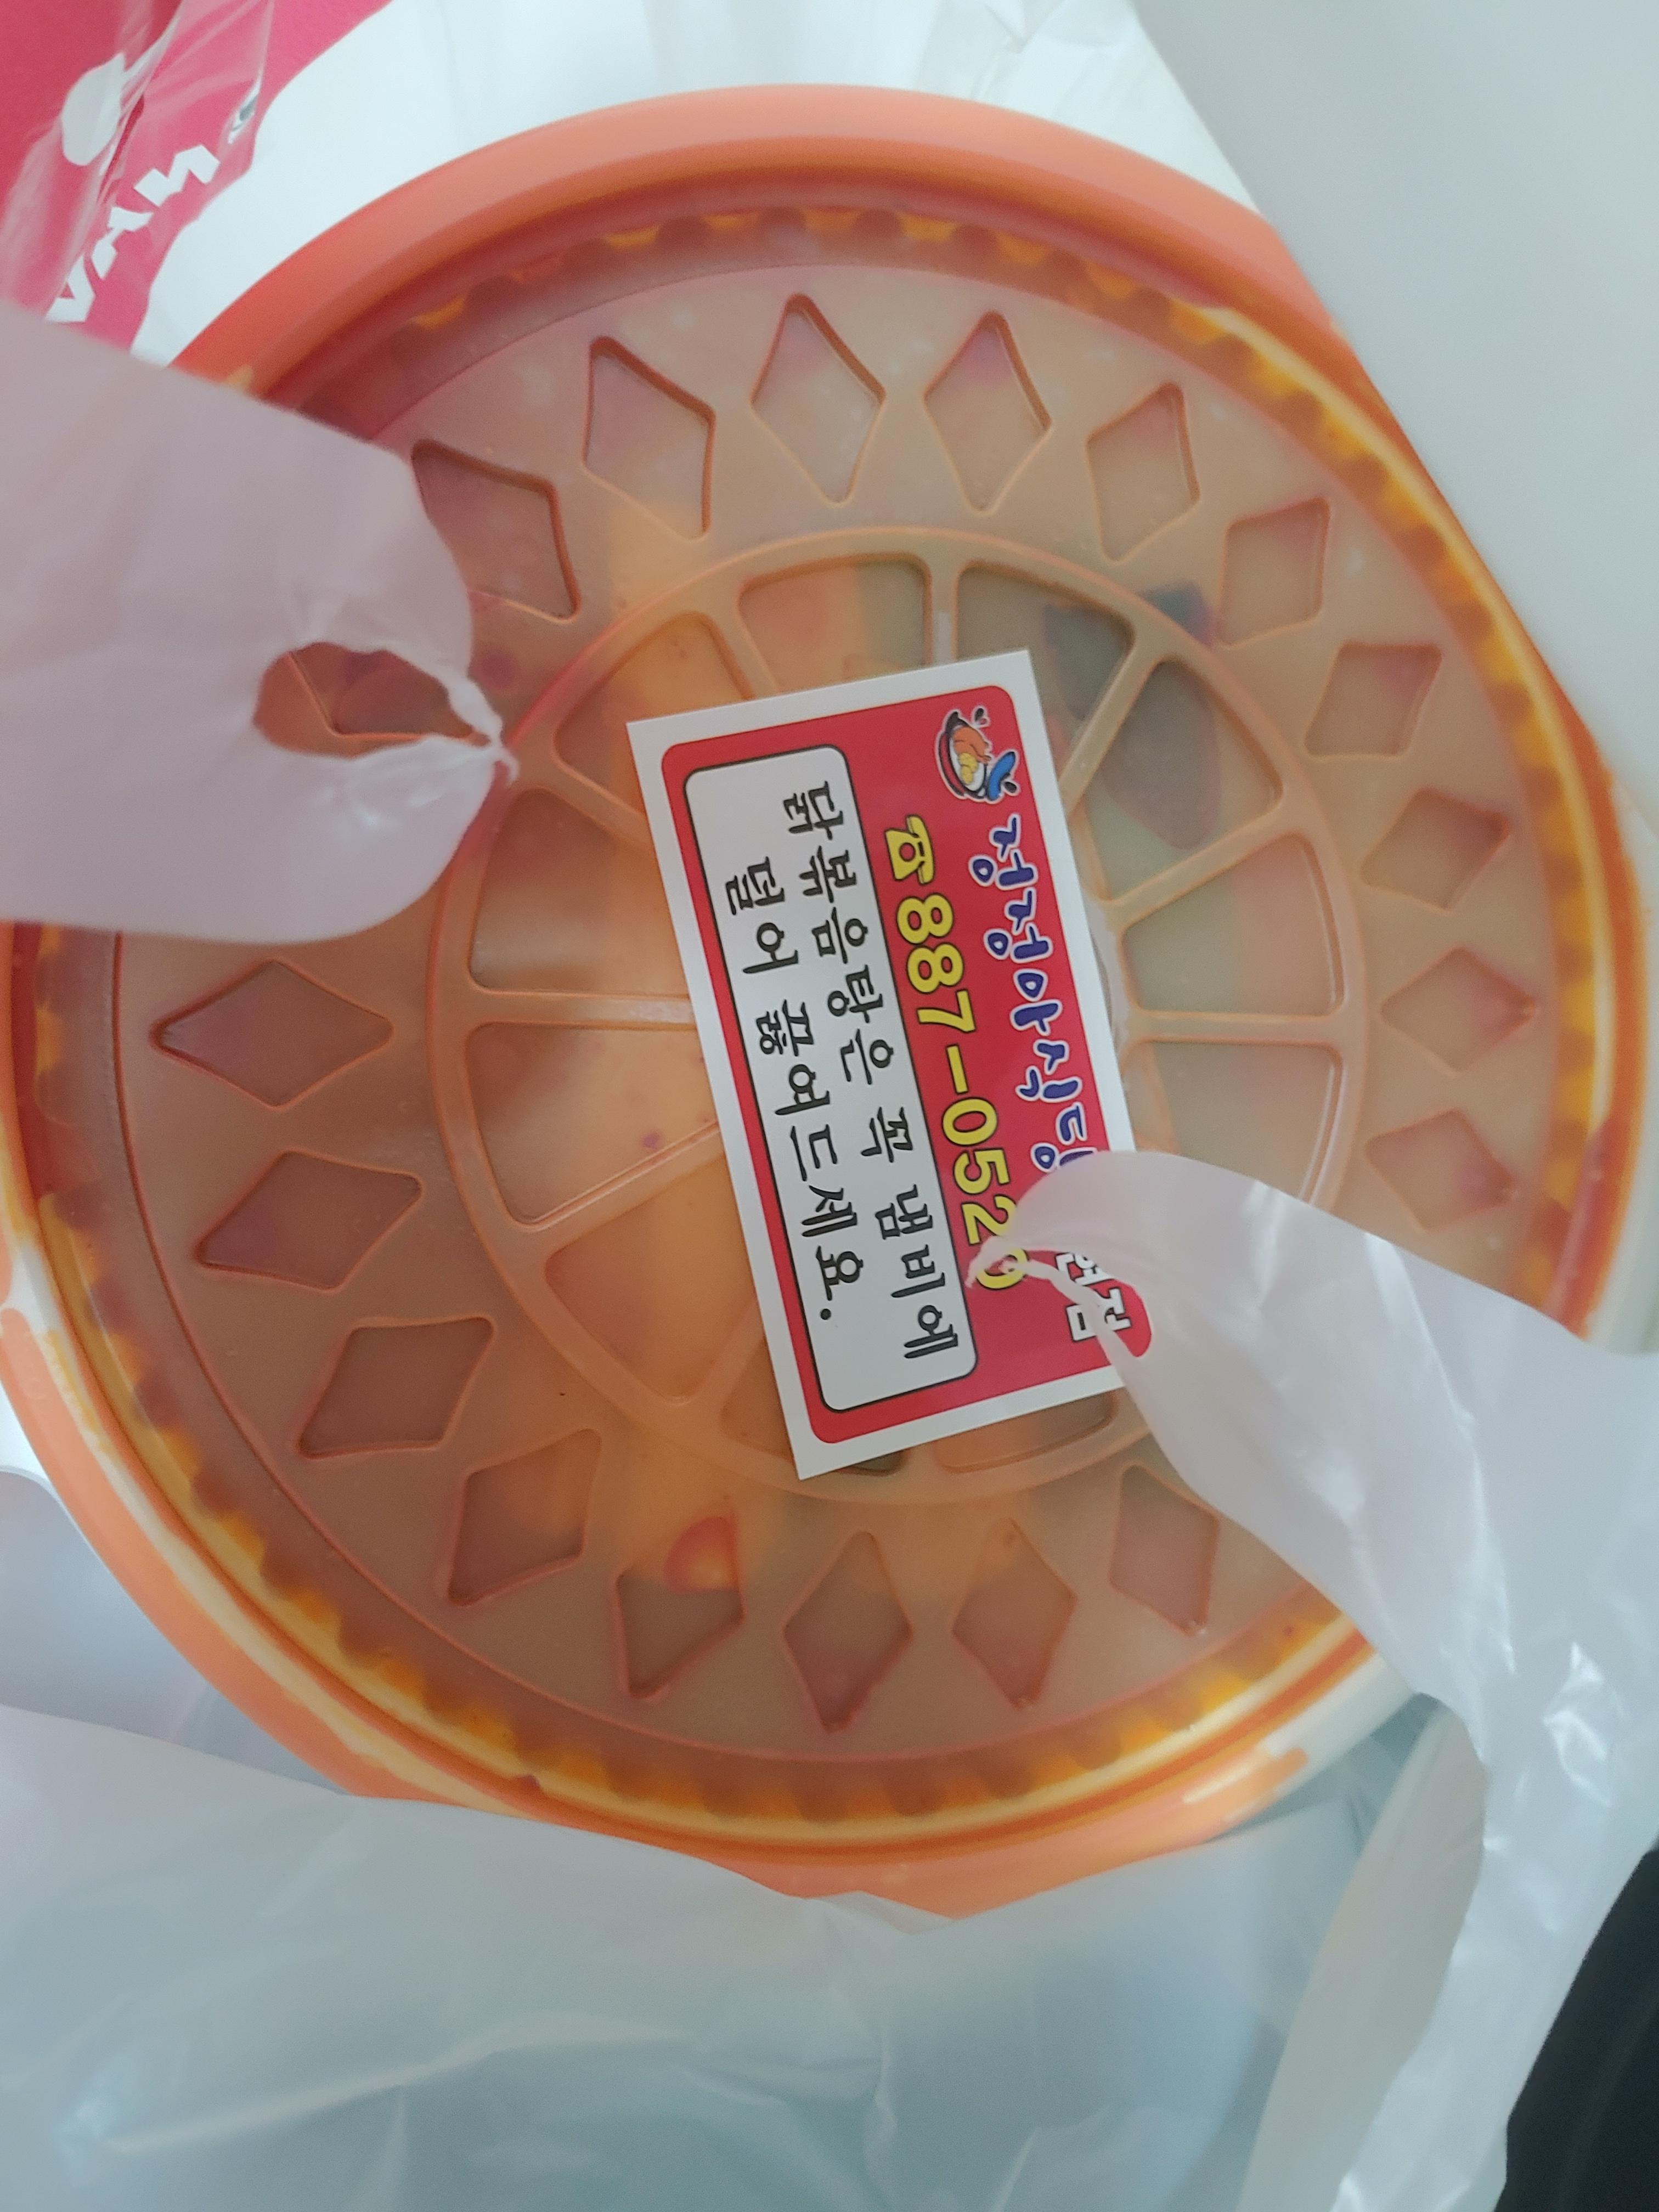 정정아식당
☎887-0529
닭볶음탕은 꼭 냄비에
덜어 끓여드세요.